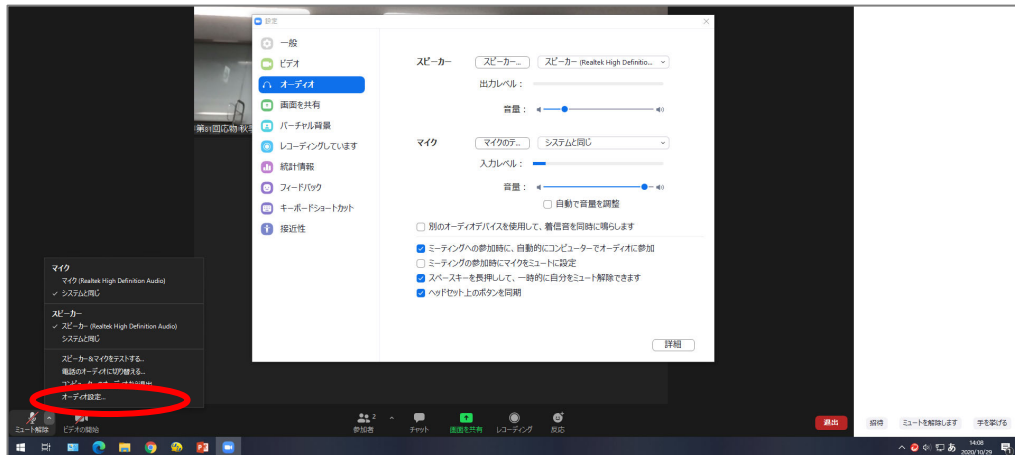 設定
一般
ビデオ
オーディオ
画面を共有
バーチャル背景
レコーディングしています
統計情報
フィードバック
キーボードショートカット
接近性
スピーカー
スピーカー...
スピーカー (Realtek High Definitio...
出力レベル：
音量：
マイク
マイクのテ...
システムと同じ
入力レベル：
音量：
自動で音量を調整
別のオーディオデバイスを使用して、着信音を同時に鳴らします
ミーティングへの参加時に、自動的にコンピューターでオーディオに参加
ミーティングの参加時にマイクをミュートに設定
スペースキーを長押しして、一時的に自分をミュート解除できます
ヘッドセット上のボタンを同期
詳細
第81回応物 秋
マイク
マイク (Realtek High Definition Audio)
システムと同じ
スピーカー
スピーカー (Realtek High Definition Audio)
システムと同じ
スピーカー&マイクをテストする...
電話のオーディオに切り替える...
オーディオ設定...
ミュート解除
ビデオの開始
参加者
2
チャット
画面を共有
レコーディング
反応
退出
招待
ミュートを解除します
手を挙げる
あ
14:08
2020/10/29